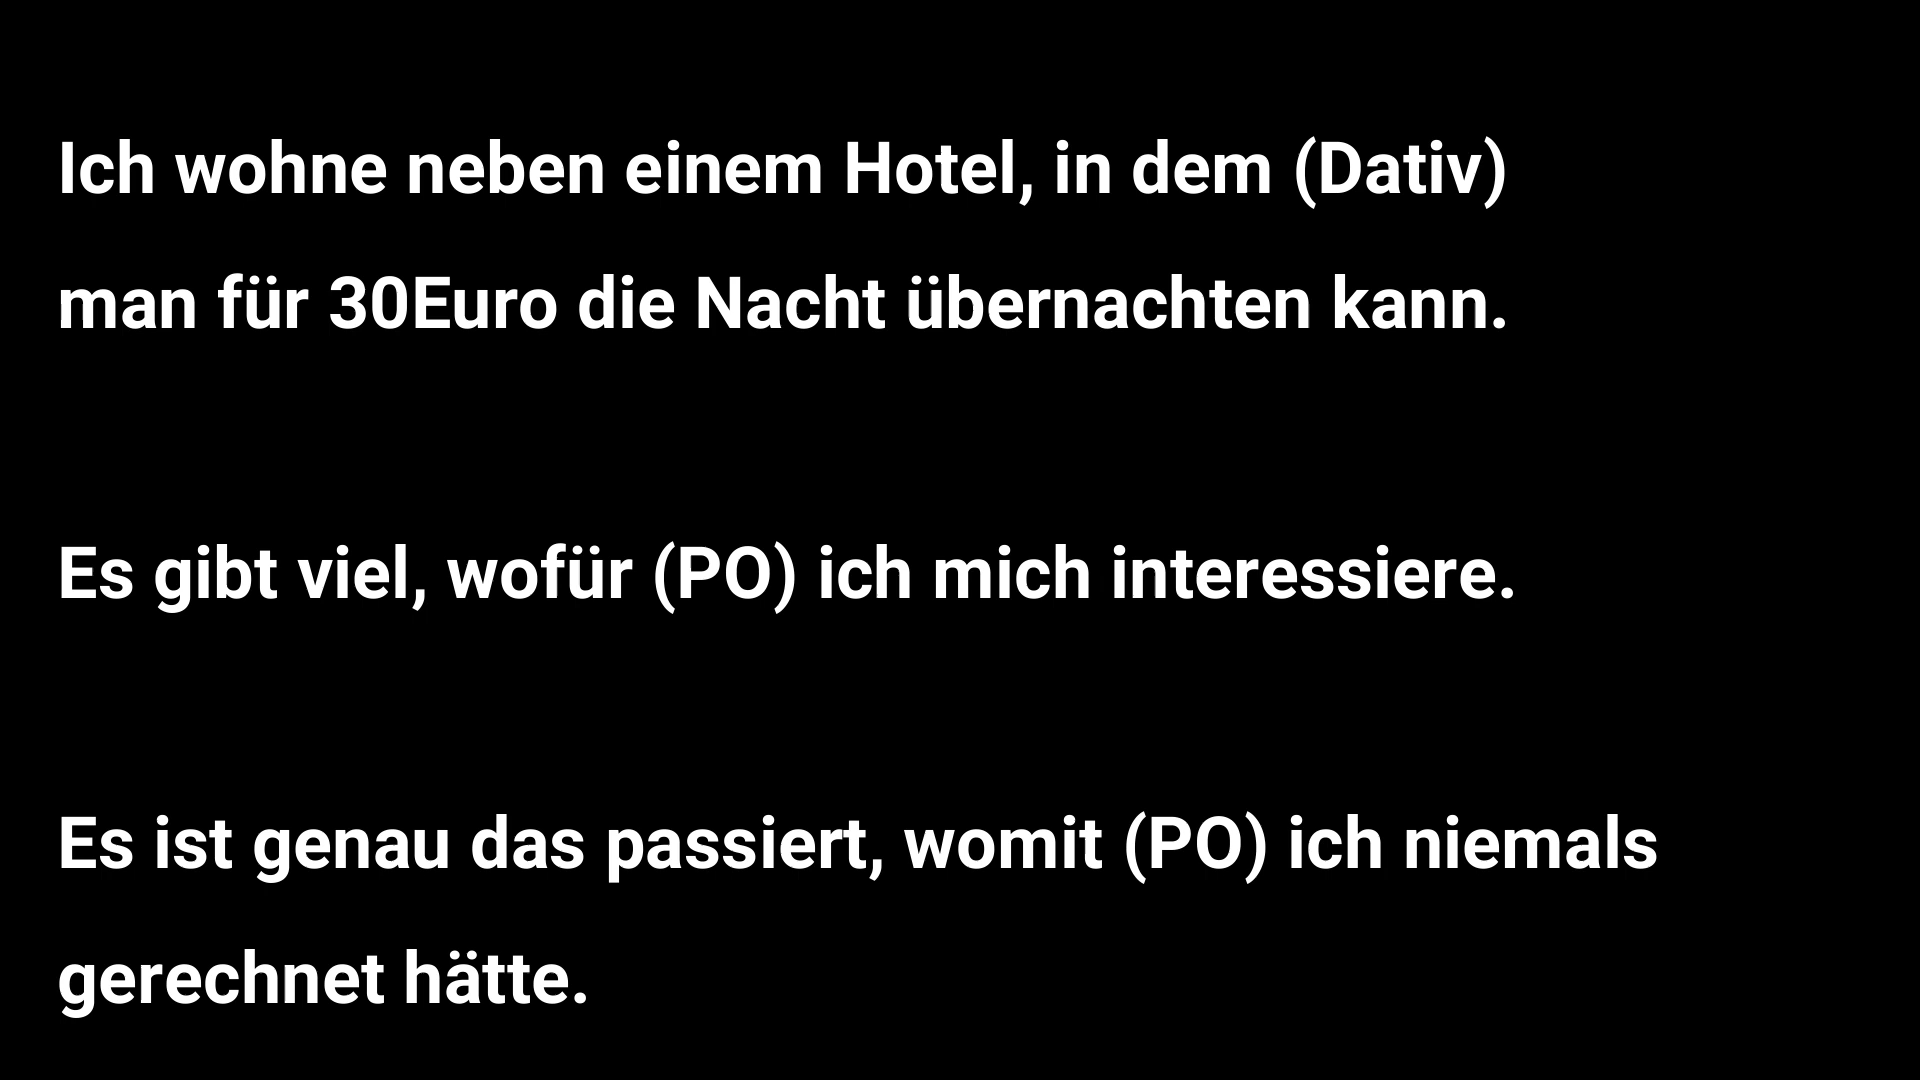 Ich wohne neben einem Hotel, in dem (Dativ)
man für 30Euro die Nacht übernachten kann.
Es gibt viel, wofür (PO) ich mich interessiere.
Es ist genau das passiert, womit (PO) ich niemals
gerechnet hätte.